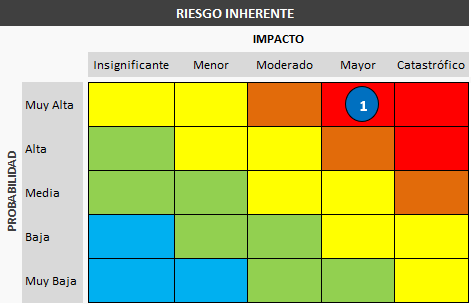 RIESGO INHERENTE
IMPACTO
Insignificante Menor Moderado Mayor Catastrófico
PROBABILIDAD
Muy Alta 1
Alta
Media
Baja
Muy Baja